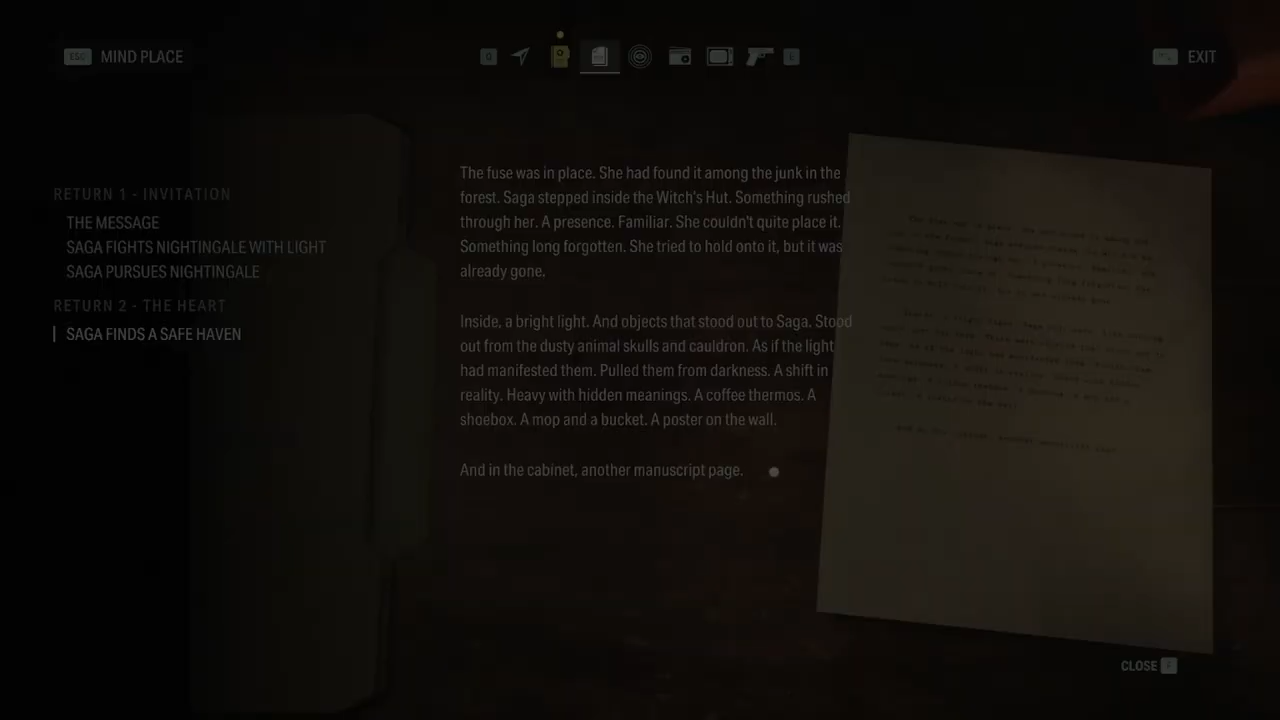 ESC MIND PLACE
Q
E
EXIT
RETURN 1 - INVITATION
THE MESSAGE
SAGA FIGHTS NIGHTINGALE WITH LIGHT
SAGA PURSUES NIGHTINGALE
RETURN 2 - THE HEART
SAGA FINDS A SAFE HAVEN
The fuse was in place. She had found it among the junk in the
forest. Saga stepped inside the Witch's Hut. Something rushed
through her. A presence. Familiar. She couldn't quite place it.
Something long forgotten. She tried to hold onto it, but it was
already gone.
Inside, a bright light. And objects that stood out to Saga. Stood
out from the dusty animal skulls and cauldron. As if the light
had manifested them. Pulled them from darkness. A shift in
reality. Heavy with hidden meanings. A coffee thermos. A
shoebox. A mop and a bucket. A poster on the wall.
And in the cabinet, another manuscript page.
CLOSE F